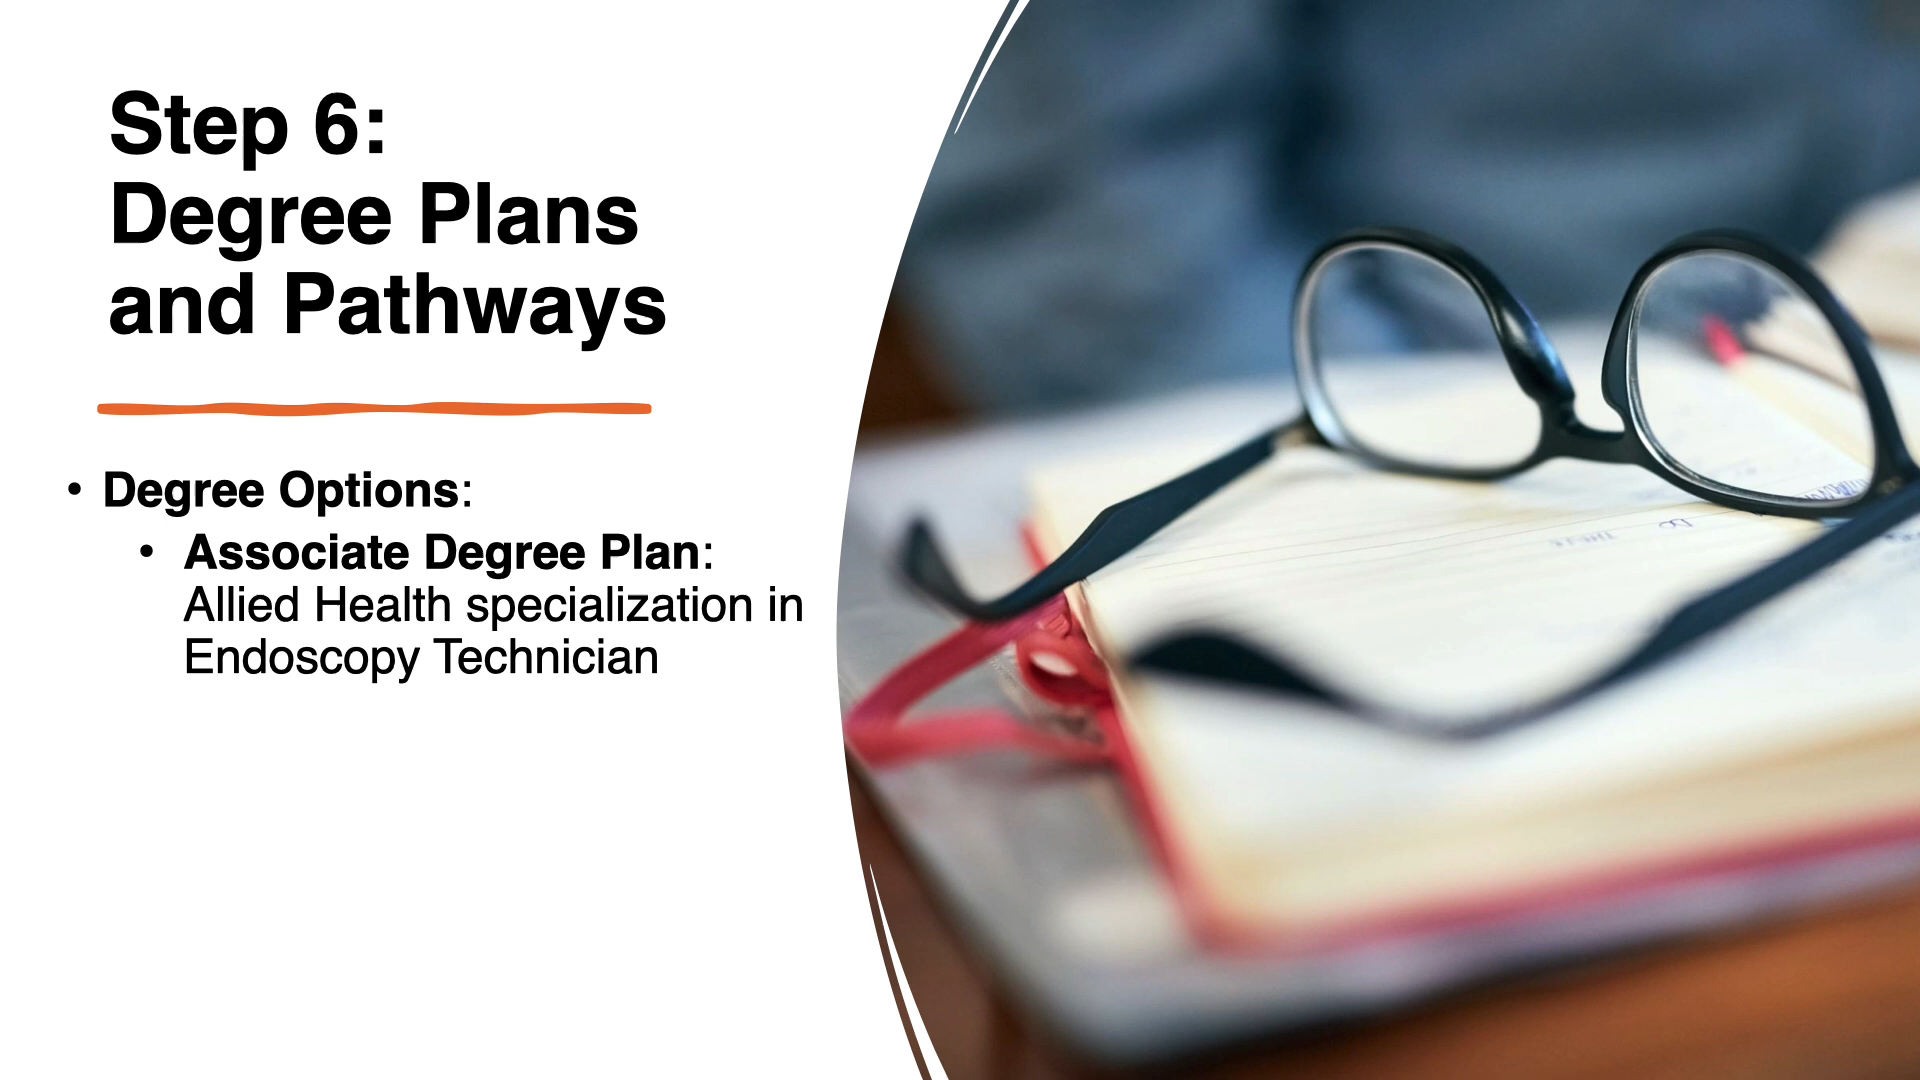 Step 6:
Degree Plans
and Pathways
• Degree Options:
• Associate Degree Plan:
Allied Health specialization in
Endoscopy Technician